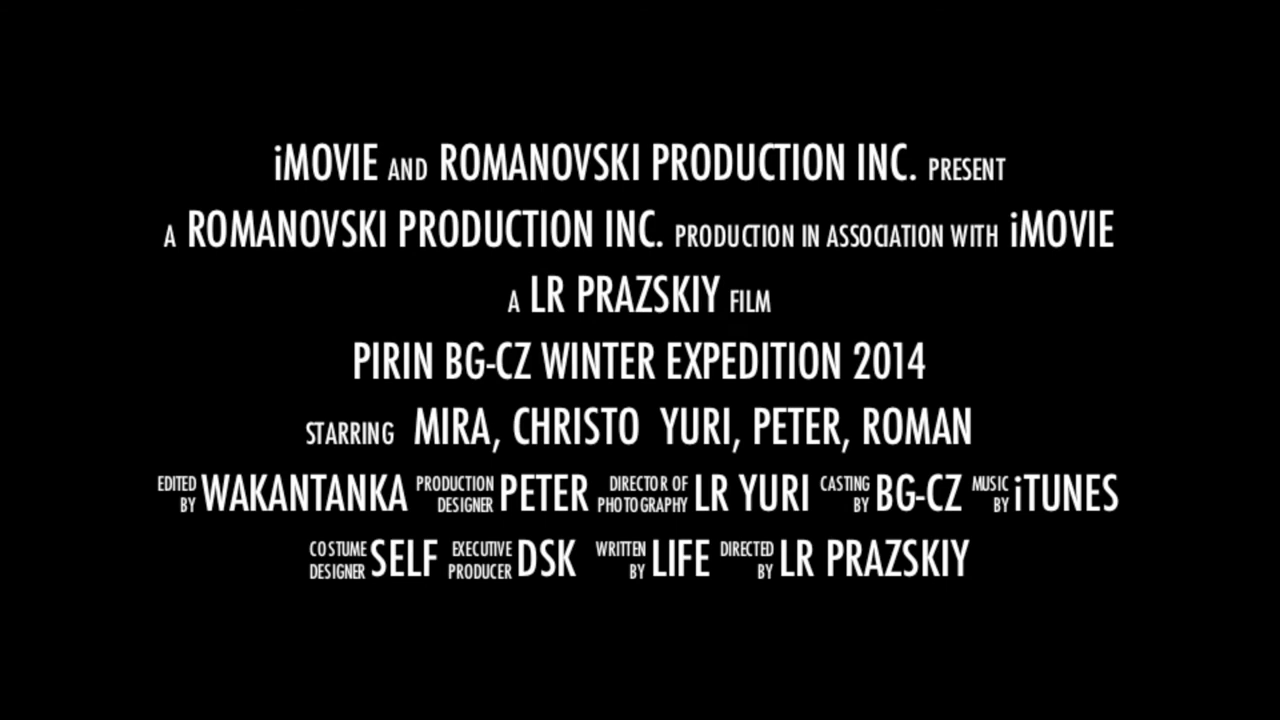 iMOVIE AND ROMANOVSKI PRODUCTION INC. PRESENT
A ROMANOVSKI PRODUCTION INC. PRODUCTION IN ASSOCIATION WITH iMOVIE
A LR PRAZSKIY FILM
PIRIN BG-CZ WINTER EXPEDITION 2014
STARRING MIRA, CHRISTO YURI, PETER, ROMAN
EDITED BY WAKANTANKA PRODUCTION DESIGNER PETER DIRECTOR OF PHOTOGRAPHY LR YURI CASTING BY BG-CZ MUSIC BY iTUNES
COSTUME DESIGNER SELF EXECUTIVE PRODUCER DSK WRITTEN BY LIFE DIRECTED BY LR PRAZSKIY